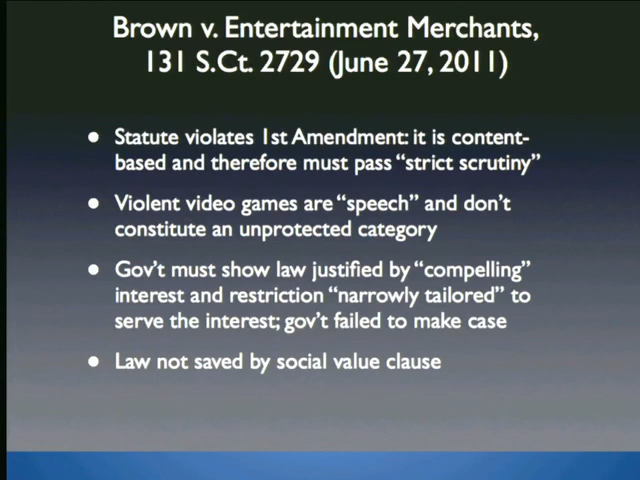 Brown v. Entertainment Merchants,
131 S.Ct. 2729 (June 27, 2011)
• Statute violates 1st Amendment: it is content-
based and therefore must pass “strict scrutiny”
• Violent video games are “speech” and don’t
constitute an unprotected category
• Gov’t must show law justified by “compelling”
interest and restriction “narrowly tailored” to
serve the interest; gov’t failed to make case
• Law not saved by social value clause